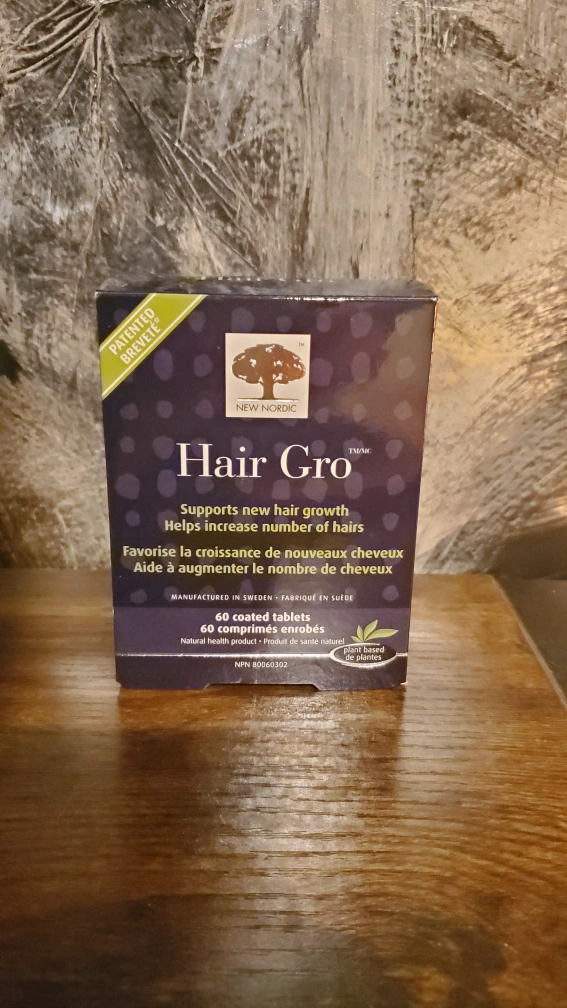 PATENTED
BREVETÉ®
TM
NEW NORDIC
Hair Gro TM/MC
Supports new hair growth
Helps increase number of hairs
Favorise la croissance de nouveaux cheveux
Aide à augmenter le nombre de cheveux
MANUFACTURED IN SWEDEN • FABRIQUÉ EN SUÈDE
60 coated tablets
60 comprimés enrobés
Natural health product • Produit de santé naturel
plant based
de plantes
NPN 80060302